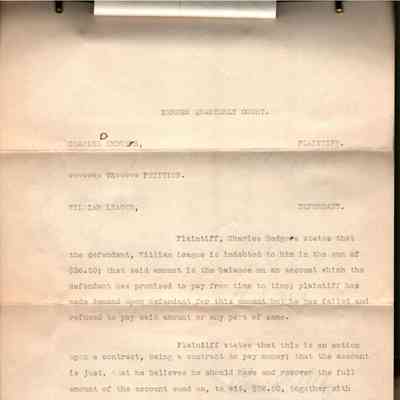 QUARTERLY COURT.
CHARLES
PLAINTIFF.
PETITION.
WILLIAM LEAGUE,
DEFENDANT.
Plaintiff, Charles Dodgers states that
the defendant, William League is indebted to him in the sum of
$26.50; that said amount is the balance on an account which the
defendant has promised to pay from time to time; plaintiff has
made demand upon defendant for this amount but he has failed and
refused to pay said amount or any part of same.
Plaintiff states that this is an action
upon a contract, being a contract to pay money; that the account
is just, that he believes he should have and recover the full
amount of the account sued on, to wit, together with